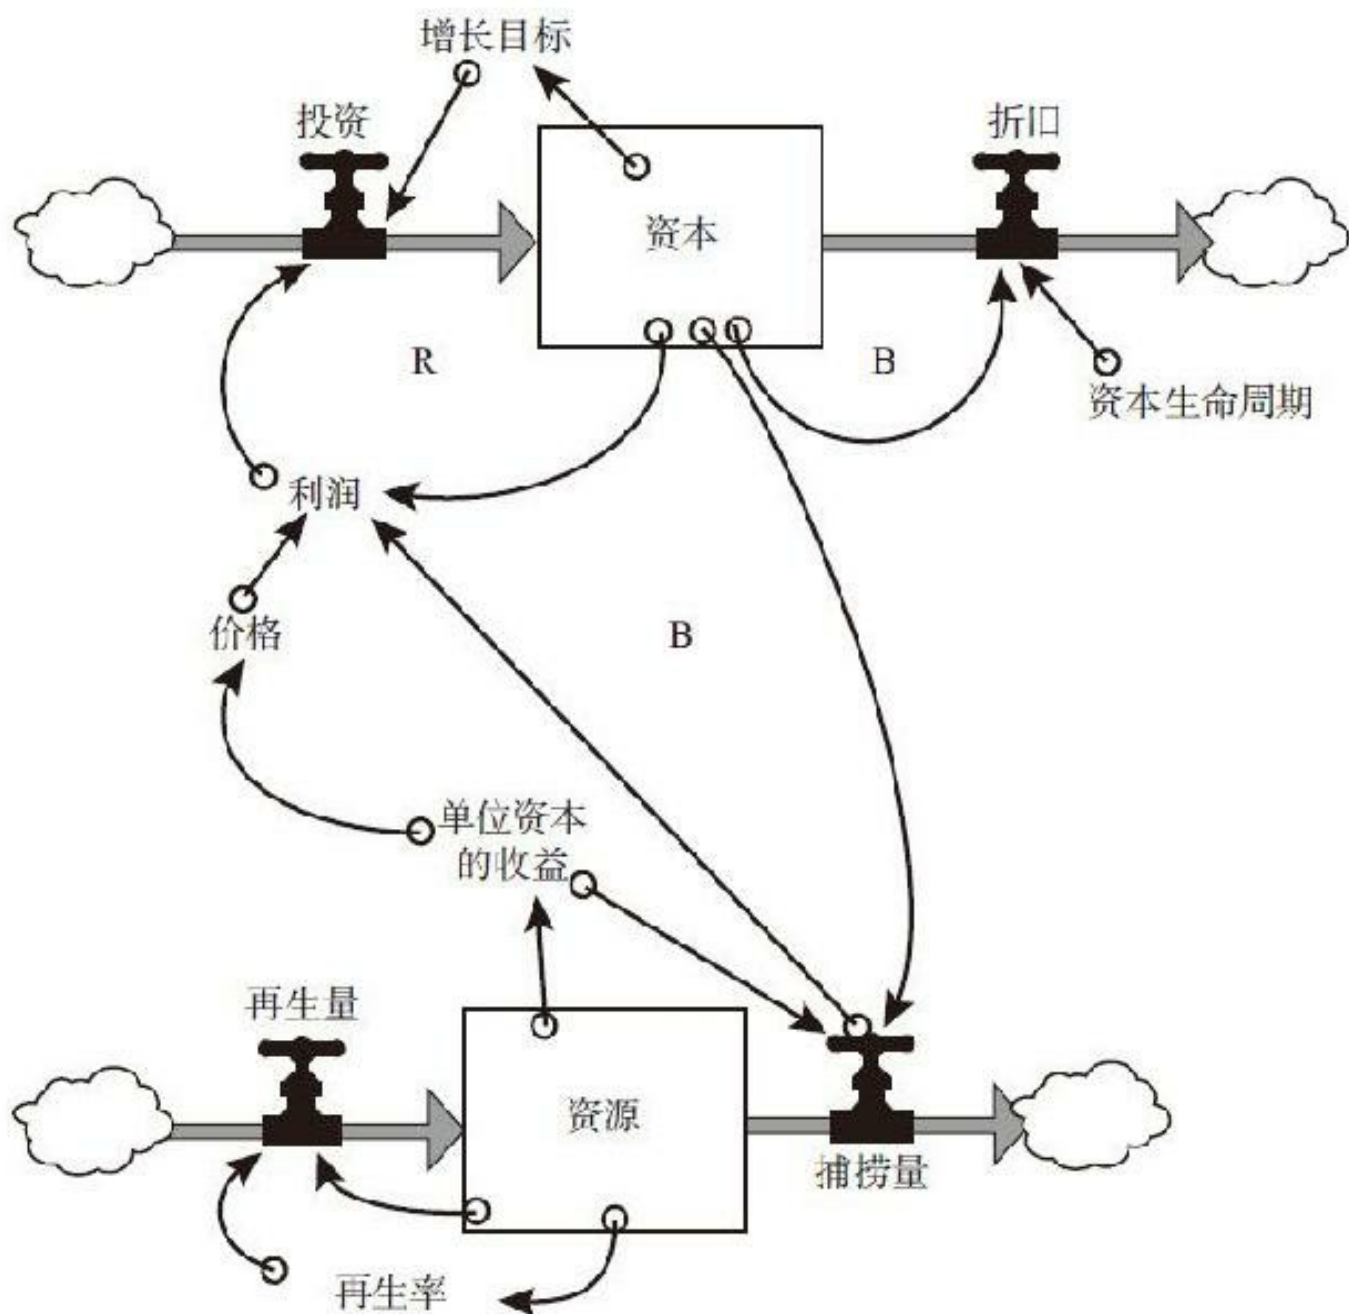 增长目标
投资
折旧
资本
R
B
资本生命周期
利润
价格
B
单位资本
的收益
再生量
资源
捕捞量
再生率